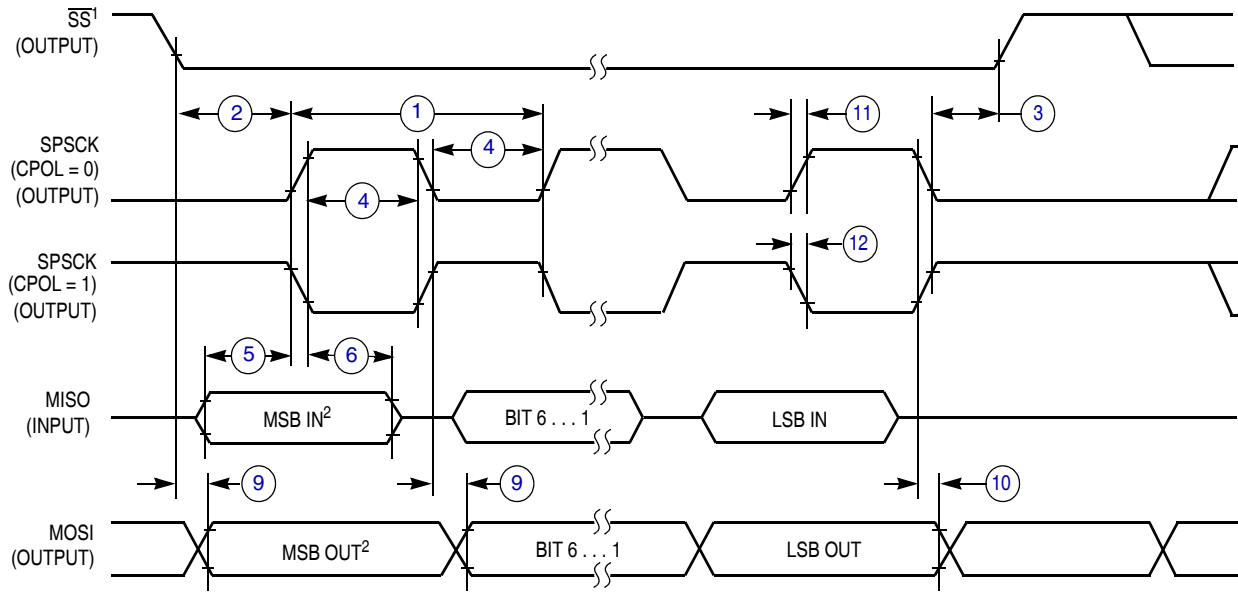 SS¹
(OUTPUT)
2
1
11
3
SPSCK
(CPOL = 0)
(OUTPUT)
4
4
SPSCK
(CPOL = 1)
(OUTPUT)
12
5
6
MISO
(INPUT)
MSB IN²
BIT 6 . . . 1
LSB IN
9
9
10
MOSI
(OUTPUT)
MSB OUT²
BIT 6 . . . 1
LSB OUT